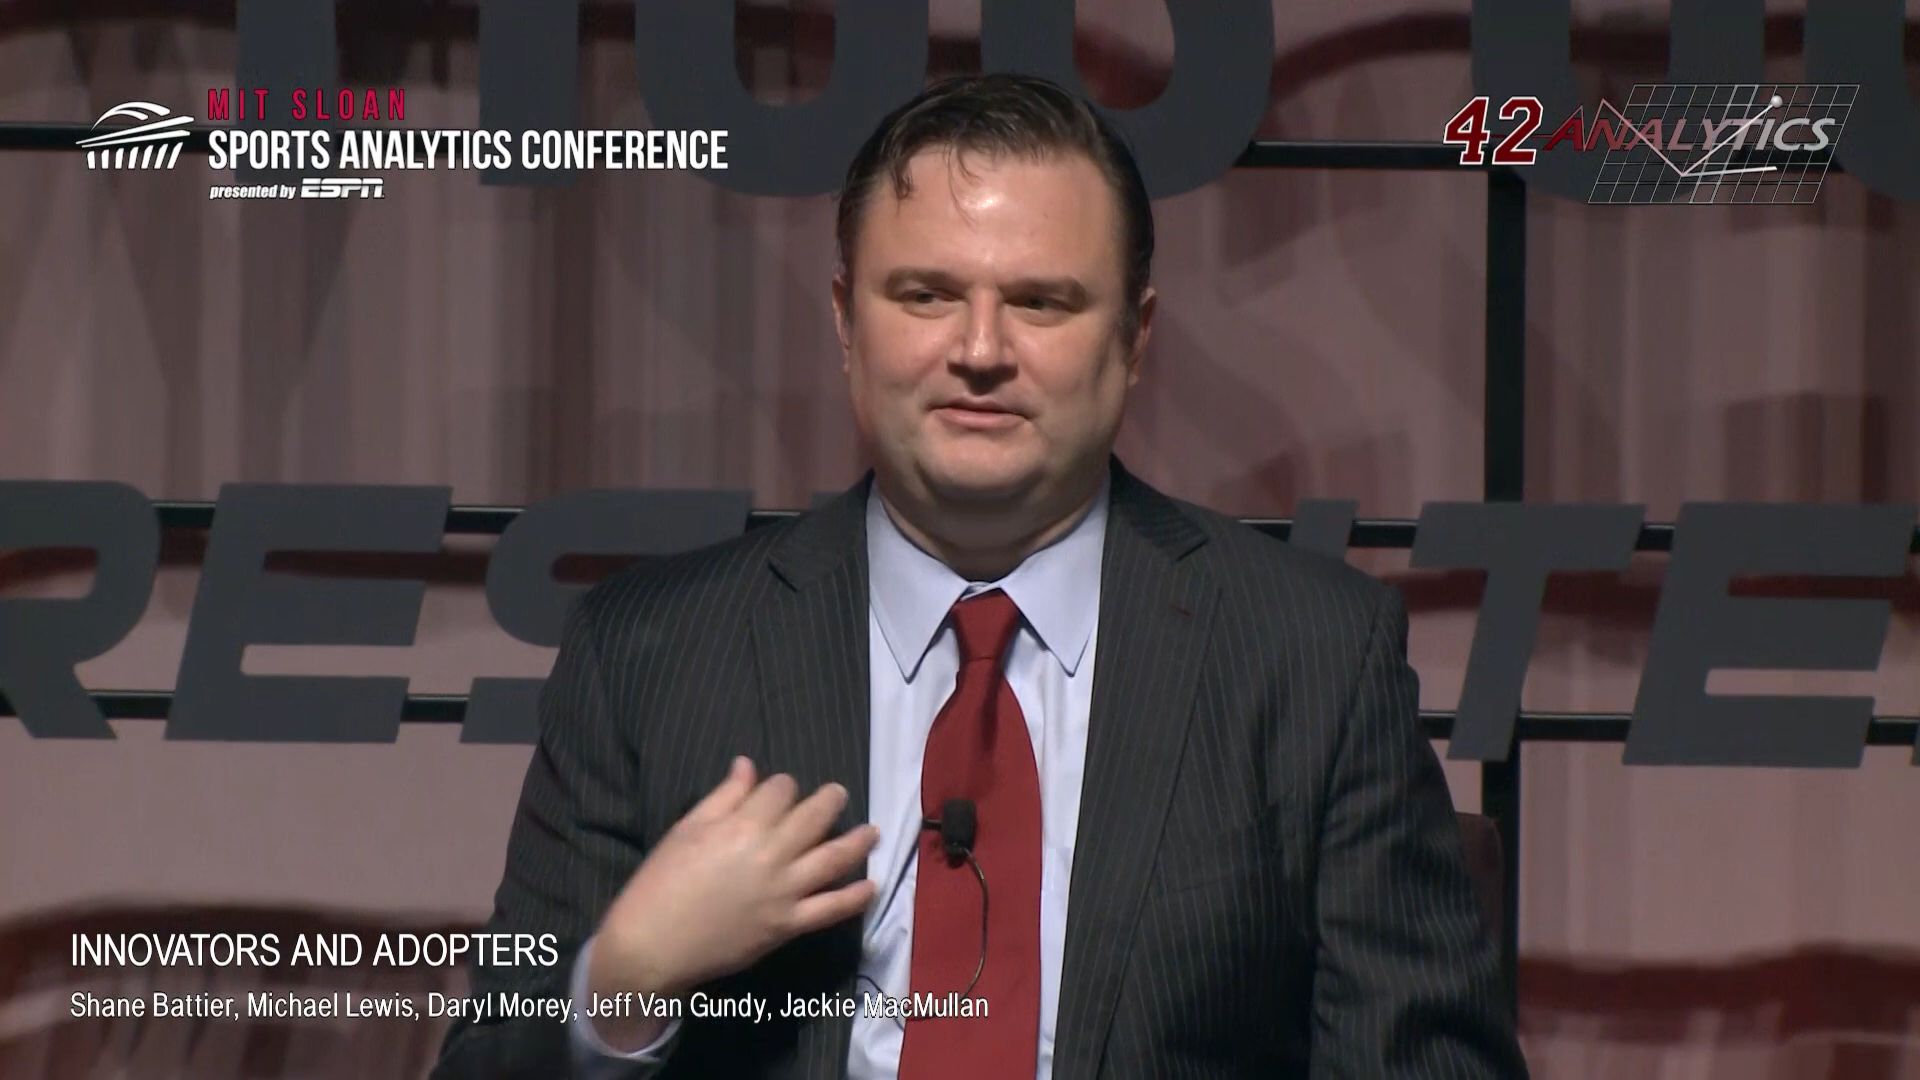 MIT SLOAN
SPORTS ANALYTICS CONFERENCE
presented by ESPN
42 ANALYTICS
INNOVATORS AND ADOPTERS
Shane Battier, Michael Lewis, Daryl Morey, Jeff Van Gundy, Jackie MacMullan